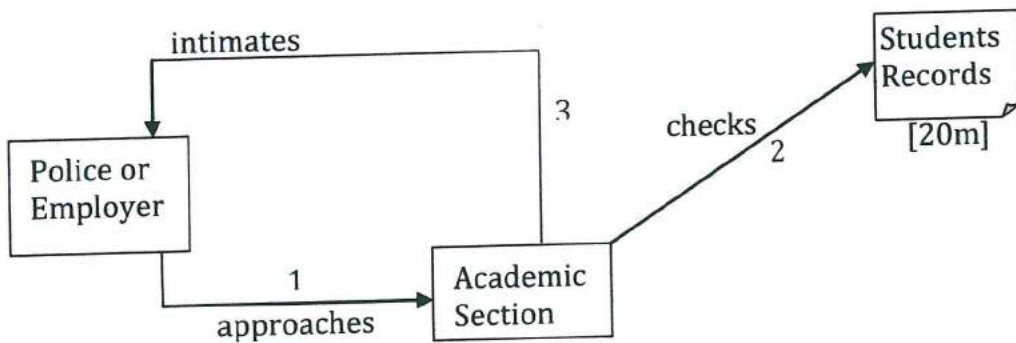 intimates
Students
Records
[20m]
3
checks
2
Police or
Employer
1
approaches
Academic
Section